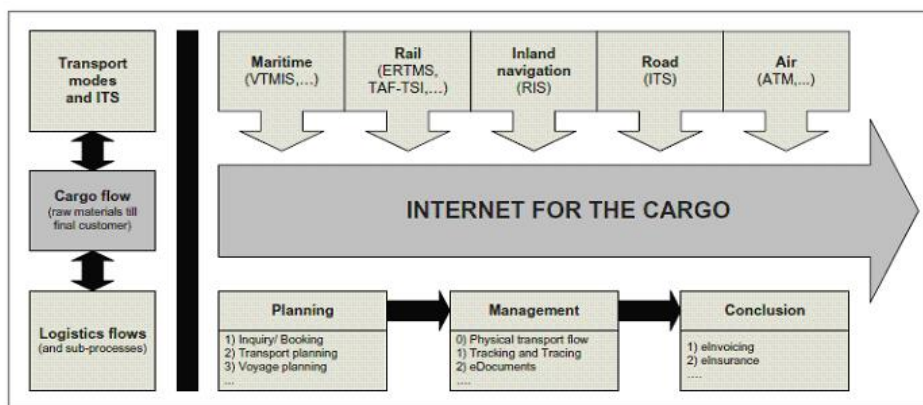 Transport
modes
and ITS
Cargo flow
(raw materials till
final customer)
Logistics flows
(and sub-processes)
Maritime
(VTMIS,...)
Rail
(ERTMS,
TAF-TSI,...)
Inland
navigation
(RIS)
Road
(ITS)
Air
(ATM,...)
INTERNET FOR THE CARGO
Planning
1) Inquiry/ Booking
2) Transport planning
3) Voyage planning
...
Management
0) Physical transport flow
1) Tracking and Tracing
2) eDocuments
....
Conclusion
1) eInvoicing
2) eInsurance
....